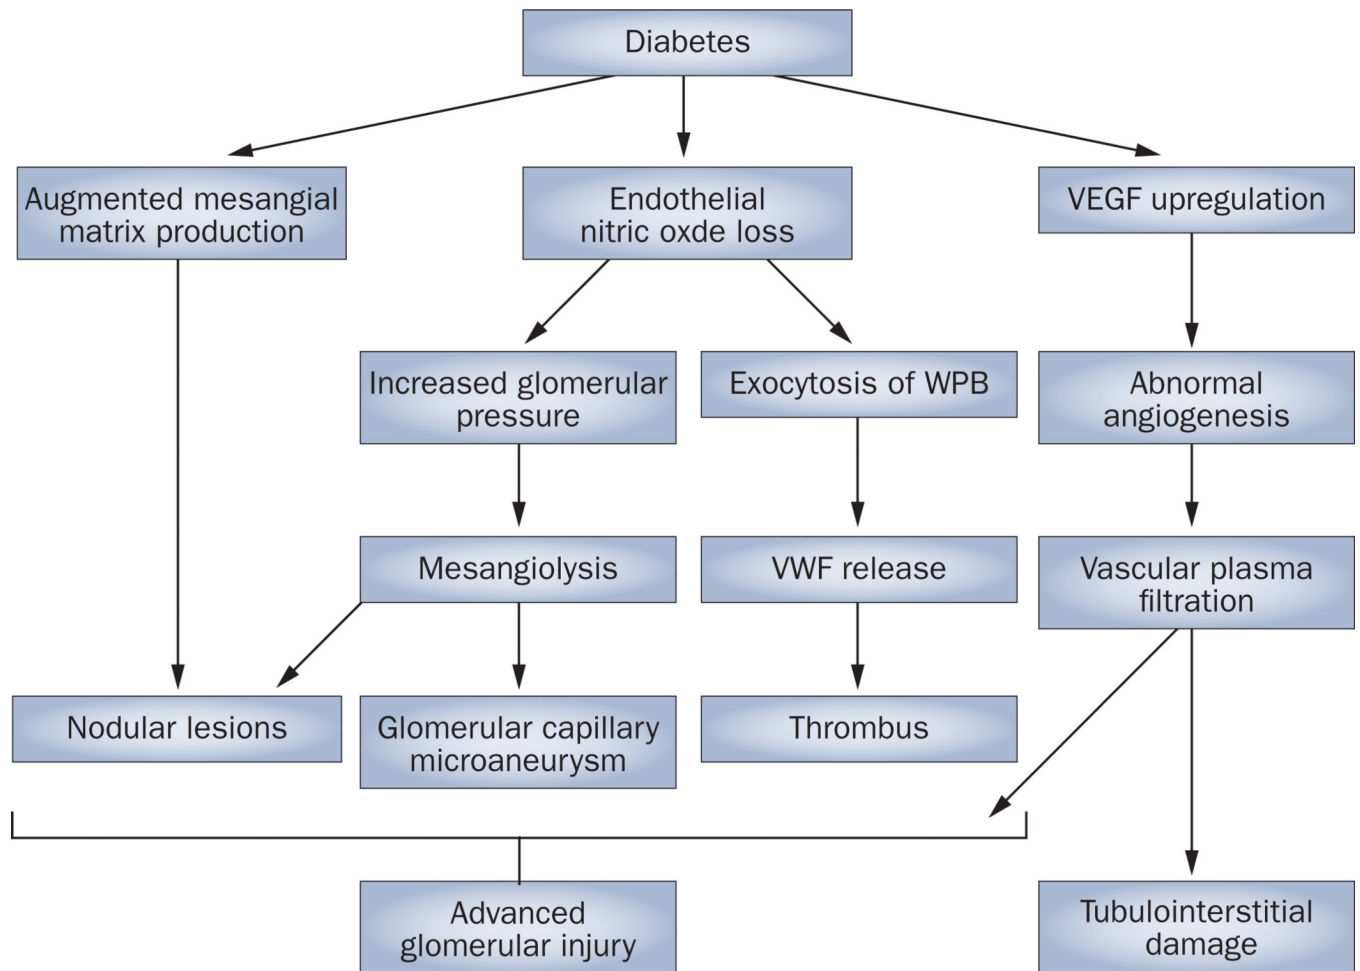 Diabetes
Augmented mesangial
matrix production
Endothelial
nitric oxde loss
VEGF upregulation
Increased glomerular
pressure
Exocytosis of WPB
Abnormal
angiogenesis
Mesangiolysis
VWF release
Vascular plasma
filtration
Nodular lesions
Glomerular capillary
microaneurysm
Thrombus
Advanced
glomerular injury
Tubulointerstitial
damage